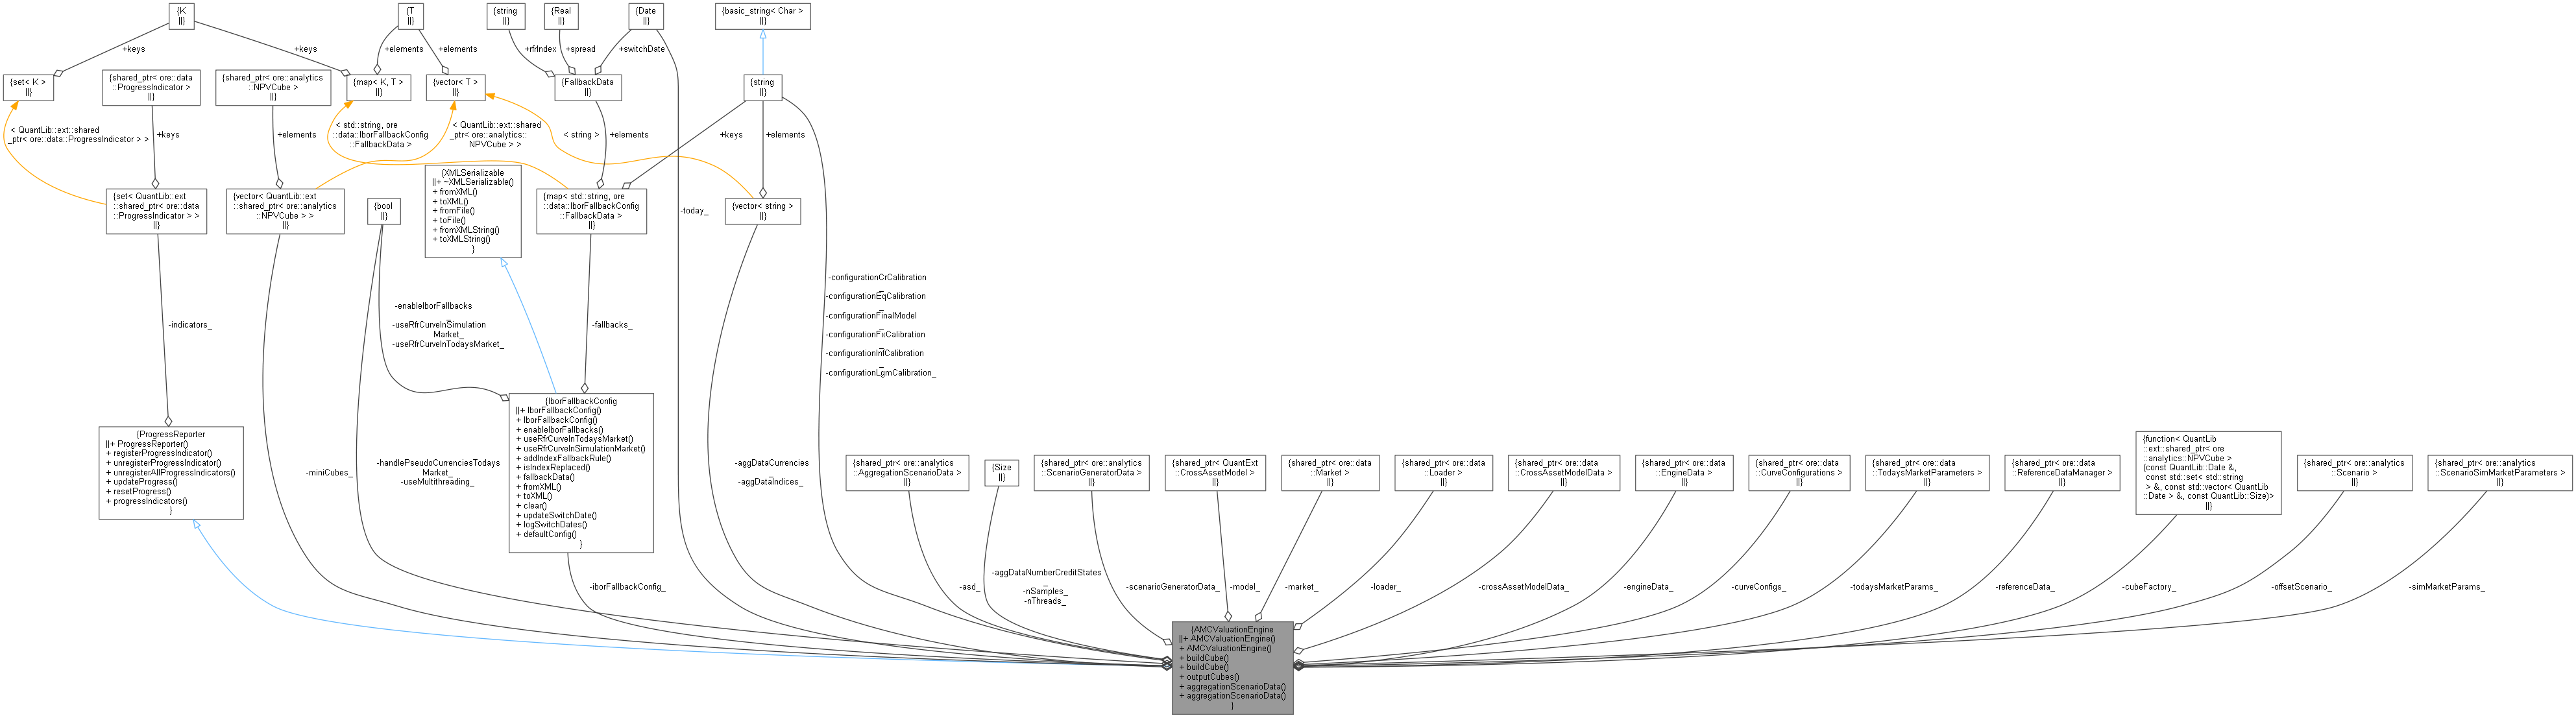 {K
||}
{T
||}
{string
||}
{Real
||}
{Date
||}
{basic_string< Char >
||}
+keys
+keys
+elements
+elements
+rfrIndex
+spread
+switchDate
{set< K >
||}
{shared_ptr< ore::data
::ProgressIndicator >
||}
{shared_ptr< ore::analytics
::NPVCube >
||}
{map< K, T >
||}
{vector< T >
||}
{FallbackData
||}
{string
||}
< QuantLib::ext::shared
_ptr< ore::data::ProgressIndicator > >
+keys
+elements
< std::string, ore
::data::IborFallbackConfig
::FallbackData >
< QuantLib::ext::shared
_ptr< ore::analytics::
NPVCube > >
< string >
+elements
+keys
+elements
{set< QuantLib::ext
::shared_ptr< ore::data
::ProgressIndicator > >
||}
{vector< QuantLib::ext
::shared_ptr< ore::analytics
::NPVCube > >
||}
{bool
||}
{XMLSerializable
||+ ~XMLSerializable()
+ fromXML()
+ toXML()
+ fromFile()
+ toFile()
+ fromXMLString()
+ toXMLString()
}
{map< std::string, ore
::data::IborFallbackConfig
::FallbackData >
||}
-today_
{vector< string >
||}
-configurationCrCalibration
_
-configurationEqCalibration
_
-configurationFinalModel
_
-configurationFxCalibration
_
-configurationInfCalibration
_
-configurationLgmCalibration_
-indicators_
-enableIborFallbacks
_
-useRfrCurveInSimulation
Market_
-useRfrCurveInTodaysMarket_
-fallbacks_
{ProgressReporter
||+ ProgressReporter()
+ registerProgressIndicator()
+ unregisterProgressIndicator()
+ unregisterAllProgressIndicators()
+ updateProgress()
+ resetProgress()
+ progressIndicators()
}
-miniCubes_
-handlePseudoCurrenciesTodays
Market_
-useMultithreading_
{IborFallbackConfig
||+ IborFallbackConfig()
+ IborFallbackConfig()
+ enableIborFallbacks()
+ useRfrCurveInTodaysMarket()
+ useRfrCurveInSimulationMarket()
+ addIndexFallbackRule()
+ isIndexReplaced()
+ fallbackData()
+ fromXML()
+ toXML()
+ clear()
+ updateSwitchDate()
+ logSwitchDates()
+ defaultConfig()
}
-aggDataCurrencies
_
-aggDataIndices_
{shared_ptr< ore::analytics
::AggregationScenarioData >
||}
{Size
||}
{shared_ptr< ore::analytics
::ScenarioGeneratorData >
||}
{shared_ptr< QuantExt
::CrossAssetModel >
||}
{shared_ptr< ore::data
::Market >
||}
{shared_ptr< ore::data
::Loader >
||}
{shared_ptr< ore::data
::CrossAssetModelData >
||}
{shared_ptr< ore::data
::EngineData >
||}
{shared_ptr< ore::data
::CurveConfigurations >
||}
{shared_ptr< ore::data
::TodaysMarketParameters >
||}
{shared_ptr< ore::data
::ReferenceDataManager >
||}
{function< QuantLib
::ext::shared_ptr< ore
::analytics::NPVCube >
(const QuantLib::Date &,
const std::set< std::string
> &, const std::vector< QuantLib
::Date > &, const QuantLib::Size)>
||}
{shared_ptr< ore::analytics
::Scenario >
||}
{shared_ptr< ore::analytics
::ScenarioSimMarketParameters >
||}
-iborFallbackConfig_
-asd_
-aggDataNumberCreditStates
_
-nSamples_
-nThreads_
-scenarioGeneratorData_
-model_
-market_
-loader_
-crossAssetModelData_
-engineData_
-curveConfigs_
-todaysMarketParams_
-referenceData_
-cubeFactory_
-offsetScenario_
-simMarketParams_
{AMCValuationEngine
||+ AMCValuationEngine()
+ AMCValuationEngine()
+ buildCube()
+ buildCube()
+ outputCubes()
+ aggregationScenarioData()
+ aggregationScenarioData()
}